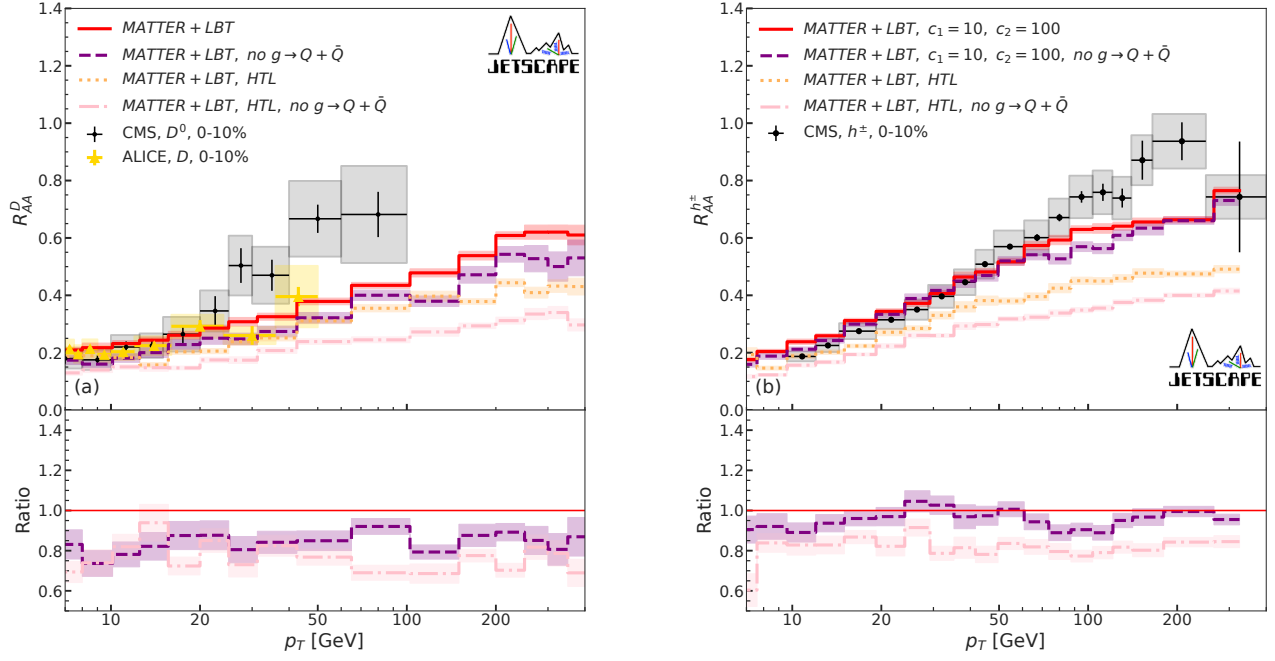 MATTER + LBT
MATTER + LBT, no g → Q + Q̄
MATTER + LBT, HTL
MATTER + LBT, HTL, no g → Q + Q̄
CMS, D⁰, 0-10%
ALICE, D, 0-10%
JETSCAPE
1.4
1.2
1.0
0.8
0.6
0.4
0.2
0.0
R_AA^D
(a)
1.4
1.2
1.0
0.8
0.6
Ratio
10
20
50
100
200
p_T [GeV]
MATTER + LBT, c₁ = 10, c₂ = 100
MATTER + LBT, c₁ = 10, c₂ = 100, no g → Q + Q̄
MATTER + LBT, HTL
MATTER + LBT, HTL, no g → Q + Q̄
CMS, h±, 0-10%
JETSCAPE
1.4
1.2
1.0
0.8
0.6
0.4
0.2
0.0
R_AA^h±
(b)
1.4
1.2
1.0
0.8
0.6
Ratio
10
20
50
100
200
p_T [GeV]